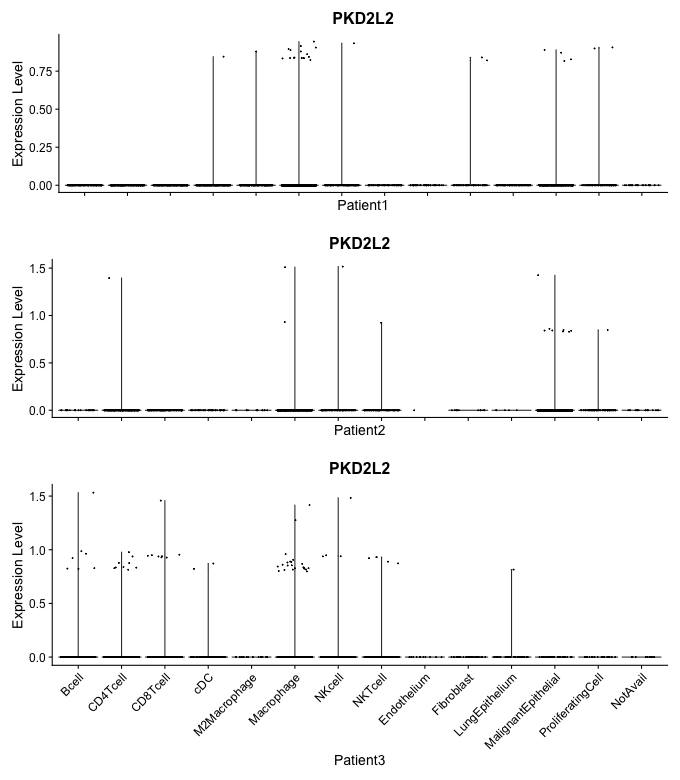 PKD2L2
Expression Level
0.75
0.50
0.25
0.00
Patient1
PKD2L2
Expression Level
1.5
1.0
0.5
0.0
Patient2
PKD2L2
Expression Level
1.5
1.0
0.5
0.0
Bcell
CD4Tcell
CD8Tcell
cDC
M2Macrophage
Macrophage
NKcell
NKTcell
Endothelium
Fibroblast
LungEpithelium
MalignantEpithelial
ProliferatingCell
NotAvail
Patient3